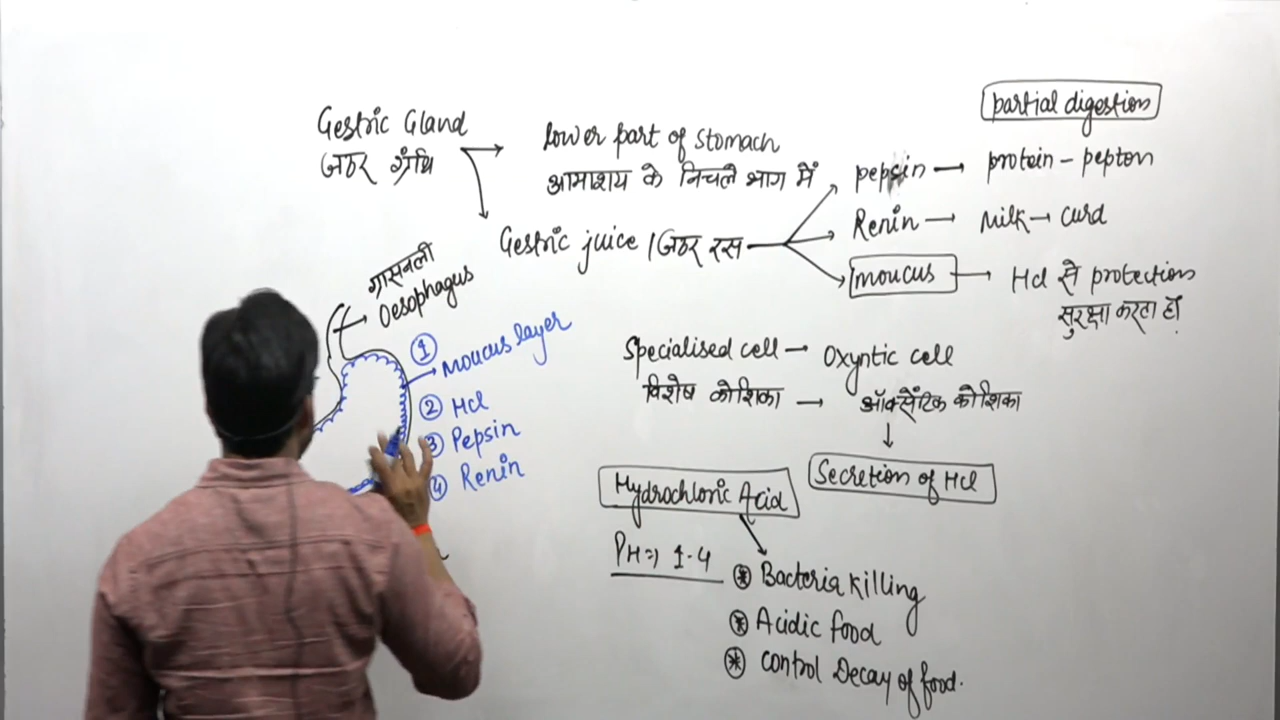 partial digestion
Gestric Gland
जठर ग्रंथि
Lower part of Stomach
आमाशय के निचले भाग में
pepsin → protein - pepton
Renin → Milk → curd
Gestric juice / जठर रस
moucus → Hcl से protection
सुरक्षा करता हैं
ग्रासनली
Oesophagus
① Moucus layer
② Hcl
③ Pepsin
④ Renin
Specialised cell → Oxyntic cell
विशेष कोशिका → ऑक्सेंटिक कोशिका
Secretion of Hcl
Hydrochloric Acid
PH => 1-4
Bacteria Killing
Acidic food
Control Decay of food.